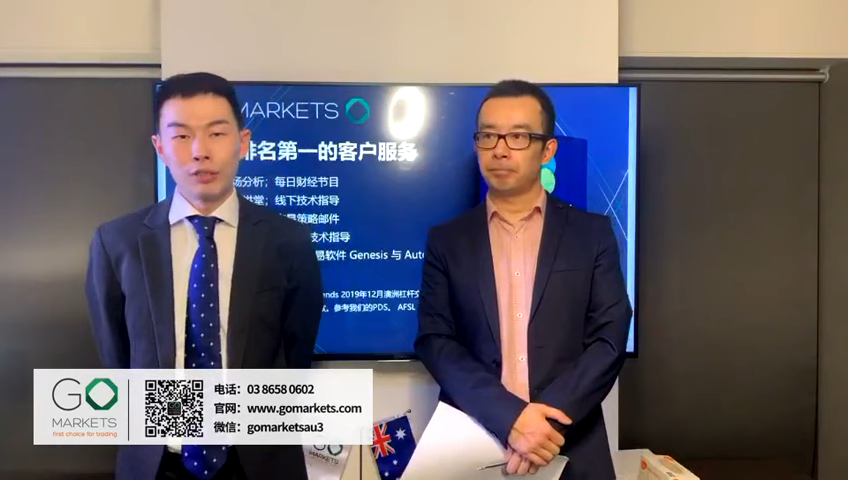 MARKETS
排名第一的客户服务
场分析；每日财经节目
讲堂；线下技术指导
策略邮件
技术指导
易软件 Genesis 与 Auto
2019年12月澳洲杠杆交
参考我们的PDS。 AFSL
GO
MARKETS
first choice for trading
电话： 03 8658 0602
官网： www.gomarkets.com
微信： gomarketsau3
GO
MARKETS